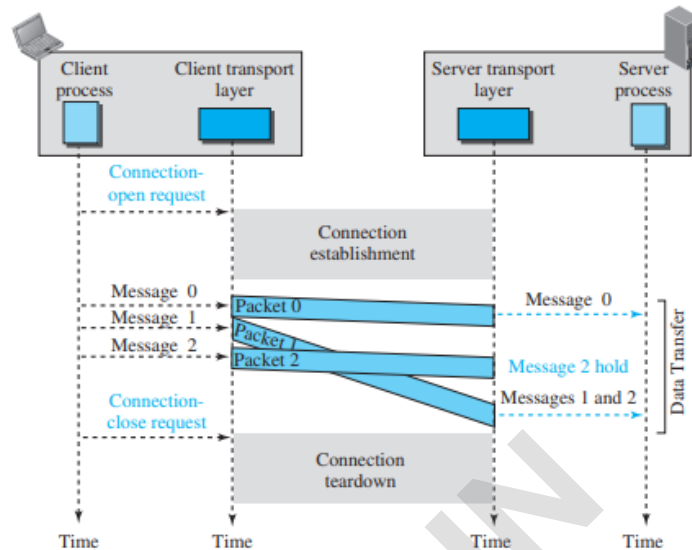 Client
process
Client transport
layer
Server transport
layer
Server
process
Connection-
open request
Connection
establishment
Message 0
Packet 0
Message 0
Message 1
Packet 1
Message 2
Packet 2
Message 2 hold
Messages 1 and 2
Data Transfer
Connection-
close request
Connection
teardown
Time
Time
Time
Time